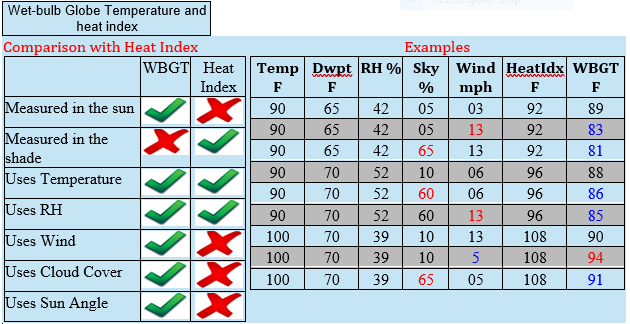 Wet-bulb Globe Temperature and
heat index
Comparison with Heat Index
WBGT Heat
Index
Measured in the sun
Measured in the
shade
Uses Temperature
Uses RH
Uses Wind
Uses Cloud Cover
Uses Sun Angle
Examples
Temp Dwpt RH % Sky Wind HeatIdx WBGT
F F % mph F F
90 65 42 05 03 92 89
90 65 42 05 13 92 83
90 65 42 65 13 92 81
90 70 52 10 06 96 88
90 70 52 60 06 96 86
90 70 52 60 13 96 85
100 70 39 10 13 108 90
100 70 39 10 5 108 94
100 70 39 65 05 108 91